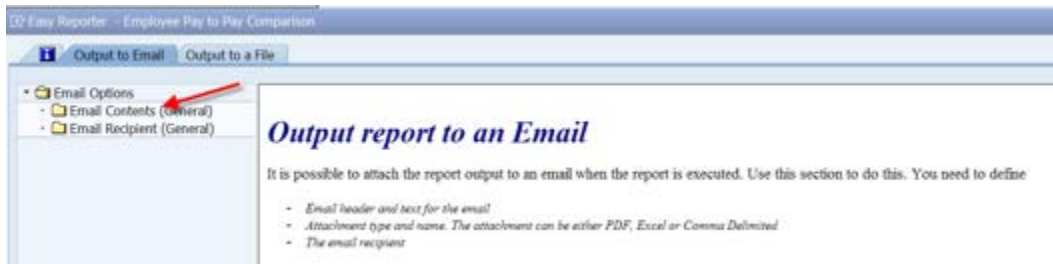 Easy Reporter - Employee Pay to Pay Comparison
Output to Email Output to a File
Email Options
Email Contents (General)
Email Recipient (General)
Output report to an Email
It is possible to attach the report output to an email when the report is executed. Use this section to do this. You need to define
- Email header and text for the email
- Attachment type and name. The attachment can be either PDF, Excel or Comma Delimited
- The email recipient